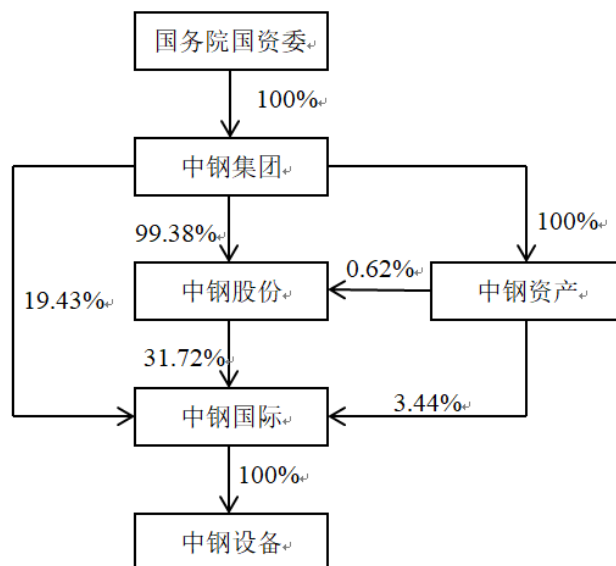 国务院国资委↵
100%↵
中钢集团↵
99.38%↵
100%↵
19.43%↵
中钢股份↵
0.62%↵
中钢资产↵
31.72%↵
3.44%↵
中钢国际↵
100%↵
中钢设备↵